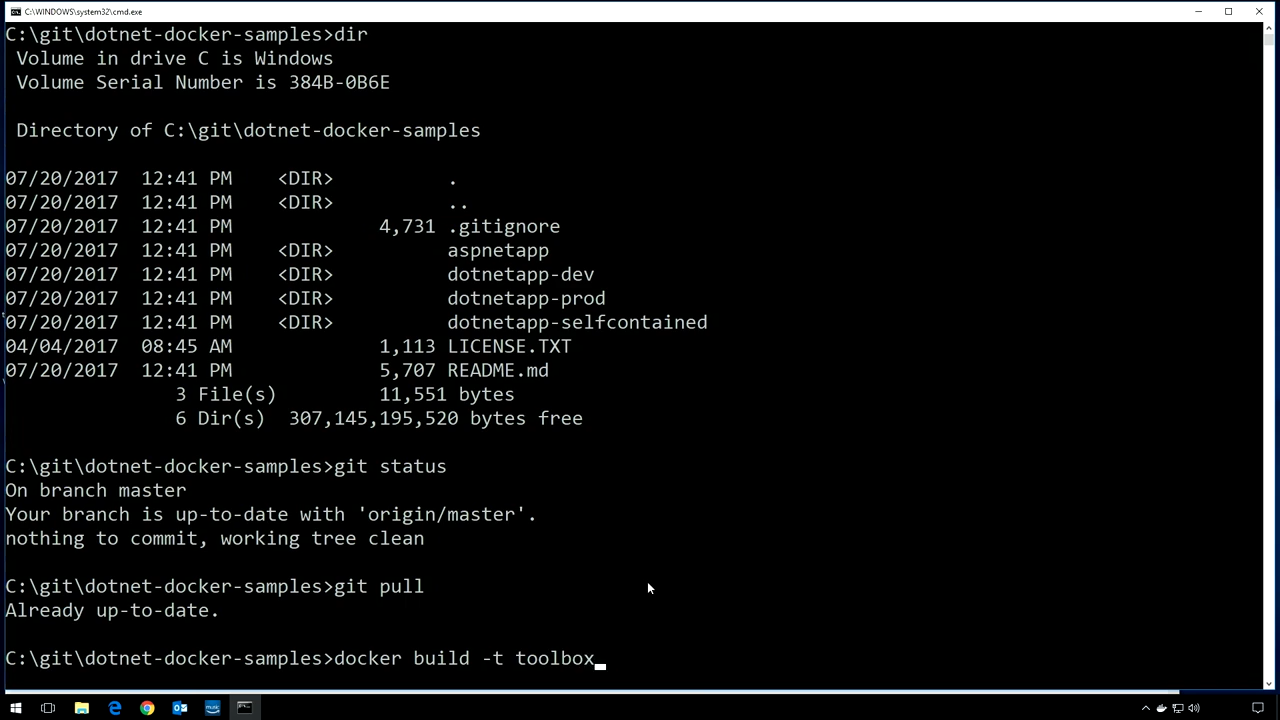 C:\WINDOWS\system32\cmd.exe
C:\git\dotnet-docker-samples>dir
Volume in drive C is Windows
Volume Serial Number is 384B-0B6E
Directory of C:\git\dotnet-docker-samples
07/20/2017  12:41 PM    <DIR>          .
07/20/2017  12:41 PM    <DIR>          ..
07/20/2017  12:41 PM             4,731 .gitignore
07/20/2017  12:41 PM    <DIR>          aspnetapp
07/20/2017  12:41 PM    <DIR>          dotnetapp-dev
07/20/2017  12:41 PM    <DIR>          dotnetapp-prod
07/20/2017  12:41 PM    <DIR>          dotnetapp-selfcontained
04/04/2017  08:45 AM             1,113 LICENSE.TXT
07/20/2017  12:41 PM             5,707 README.md
3 File(s)         11,551 bytes
6 Dir(s)  307,145,195,520 bytes free
C:\git\dotnet-docker-samples>git status
On branch master
Your branch is up-to-date with 'origin/master'.
nothing to commit, working tree clean
C:\git\dotnet-docker-samples>git pull
Already up-to-date.
C:\git\dotnet-docker-samples>docker build -t toolbox
music